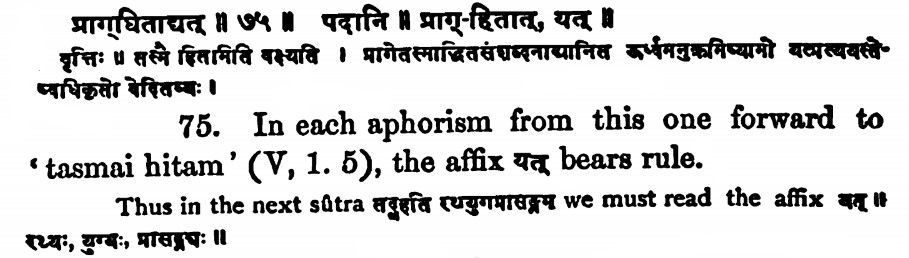 प्राग्घिताद्यत् ॥ ७५ ॥ पदानि ॥ प्राग्-हितात्, यत् ॥
वृत्तिः ॥ तस्मै हितमिति वक्ष्यति । प्रागेतस्माद्धितसंशब्दनाद्यानित ऊर्ध्वमनुक्रमिष्यामो यत्प्रत्ययस्ते-
ष्वधिकृतो वेदितव्यः ।
75. In each aphorism from this one forward to
‘tasmai hitam’ (V, 1. 5), the affix यत् bears rule.
Thus in the next sûtra तद्वहति रथयुगप्रासङ्गम we must read the affix यत् ॥
रथ्यः, युग्यः, प्रासङ्ग्यः ॥